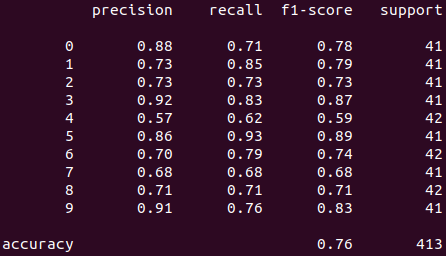 precision recall f1-score support
0 0.88 0.71 0.78 41
1 0.73 0.85 0.79 41
2 0.73 0.73 0.73 41
3 0.92 0.83 0.87 41
4 0.57 0.62 0.59 42
5 0.86 0.93 0.89 41
6 0.70 0.79 0.74 42
7 0.68 0.68 0.68 41
8 0.71 0.71 0.71 42
9 0.91 0.76 0.83 41
accuracy 0.76 413